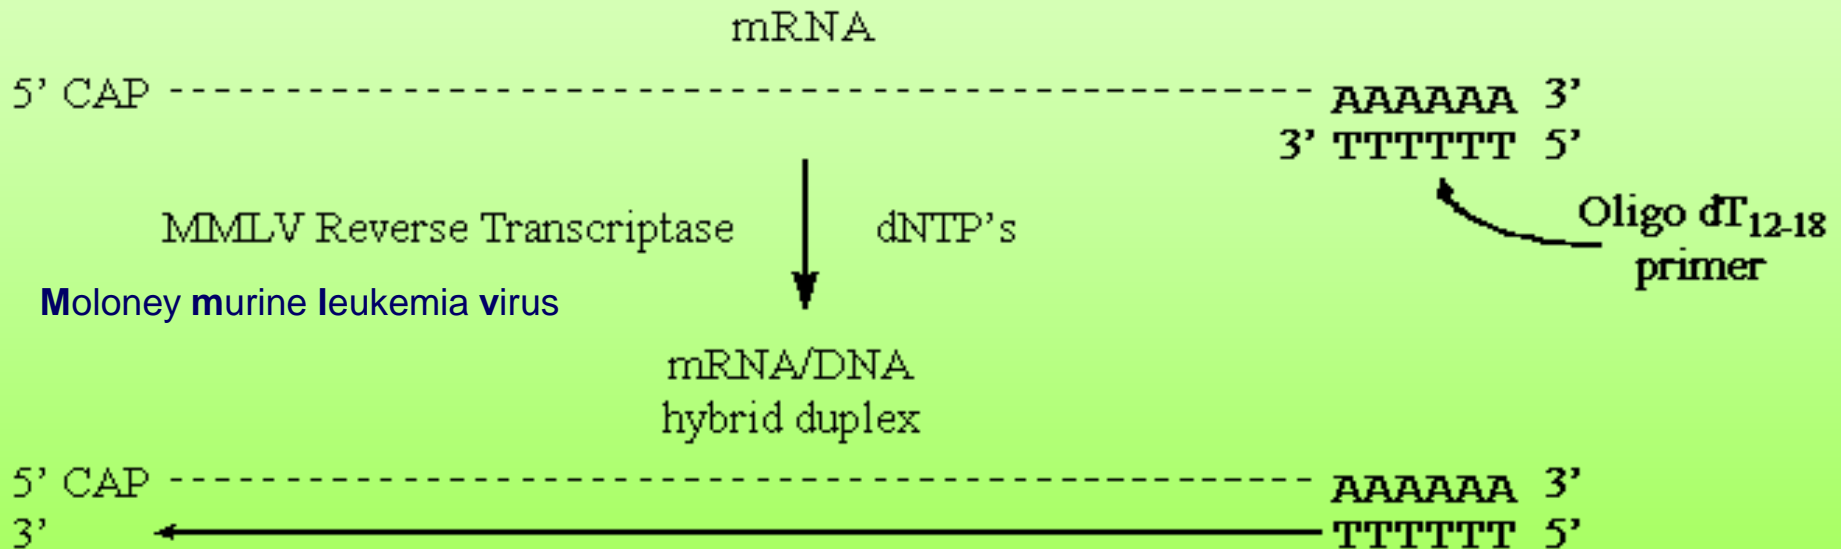 mRNA
5' CAP ------------------------------------------------ AAAAAA 3'
3' TTTTTT 5'
MMLV Reverse Transcriptase dNTP's
Oligo dT12-18
primer
Moloney murine leukemia virus
mRNA/DNA
hybrid duplex
5' CAP ------------------------------------------------ AAAAAA 3'
3' TTTTTT 5'